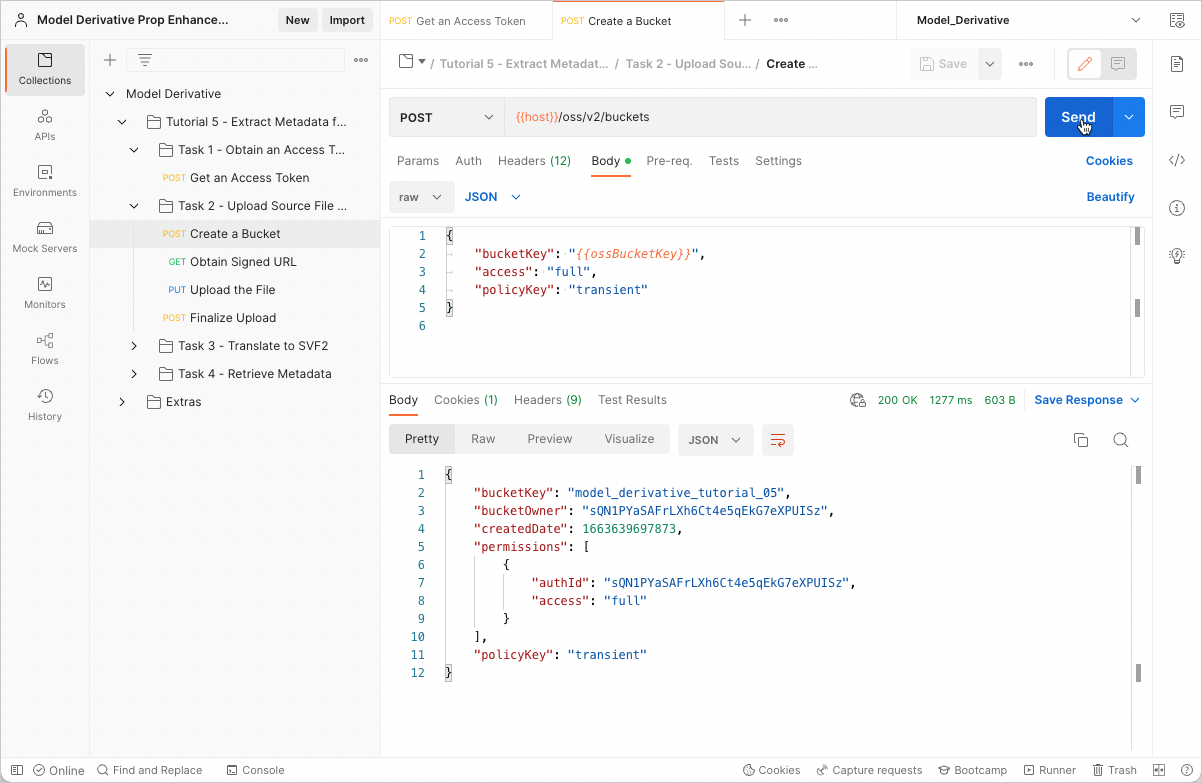 Model Derivative Prop Enhance...
New
Import
POST Get an Access Token
POST Create a Bucket
Model_Derivative
Collections
APIs
Environments
Mock Servers
Monitors
Flows
History
Model Derivative
Tutorial 5 - Extract Metadata f...
Task 1 - Obtain an Access T...
POST Get an Access Token
Task 2 - Upload Source File ...
POST Create a Bucket
GET Obtain Signed URL
PUT Upload the File
POST Finalize Upload
Task 3 - Translate to SVF2
Task 4 - Retrieve Metadata
Extras
/ Tutorial 5 - Extract Metadat... / Task 2 - Upload Sou... / Create ...
Save
POST
{{host}}/oss/v2/buckets
Send
Params Auth Headers (12) Body Pre-req. Tests Settings
Cookies
raw JSON
Beautify
1 {
2 "bucketKey": "{{ossBucketKey}}",
3 "access": "full",
4 "policyKey": "transient"
5 }
6
Body Cookies (1) Headers (9) Test Results
200 OK 1277 ms 603 B Save Response
Pretty Raw Preview Visualize JSON
1 {
2 "bucketKey": "model_derivative_tutorial_05",
3 "bucketOwner": "sQN1PYaSAFrLXh6Ct4e5qEkG7eXPUISz",
4 "createdDate": 1663639697873,
5 "permissions": [
6 {
7 "authId": "sQN1PYaSAFrLXh6Ct4e5qEkG7eXPUISz",
8 "access": "full"
9 }
10 ],
11 "policyKey": "transient"
12 }
Online
Find and Replace
Console
Cookies
Capture requests
Bootcamp
Runner
Trash